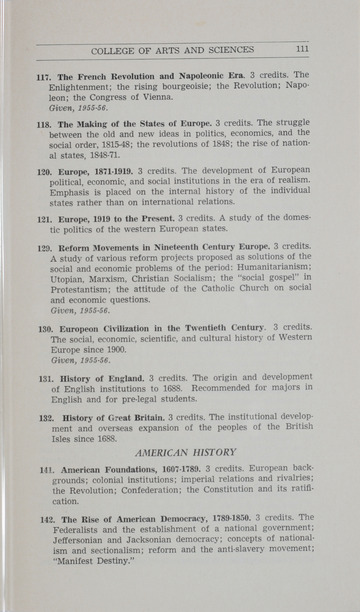 COLLEGE OF ARTS AND SCIENCES 111
117. The French Revolution and Napoleonic Era. 3 credits. The
Enlightenment; the rising bourgeoisie; the Revolution; Napo-
leon; the Congress of Vienna.
Given, 1955-56.
118. The Making of the States of Europe. 3 credits. The struggle
between the old and new ideas in politics, economics, and the
social order, 1815-48; the revolutions of 1848; the rise of nation-
al states, 1848-71.
120. Europe, 1871-1919. 3 credits. The development of European
political, economic, and social institutions in the era of realism.
Emphasis is placed on the internal history of the individual
states rather than on international relations.
121. Europe, 1919 to the Present. 3 credits. A study of the domes-
tic politics of the western European states.
129. Reform Movements in Nineteenth Century Europe. 3 credits.
A study of various reform projects proposed as solutions of the
social and economic problems of the period: Humanitarianism;
Utopian, Marxism, Christian Socialism; the "social gospel" in
Protestantism; the attitude of the Catholic Church on social
and economic questions.
Given, 1955-56.
130. European Civilization in the Twentieth Century. 3 credits.
The social, economic, scientific, and cultural history of Western
Europe since 1900.
Given, 1955-56.
131. History of England. 3 credits. The origin and development
of English institutions to 1688. Recommended for majors in
English and for pre-legal students.
132. History of Great Britain. 3 credits. The institutional develop-
ment and overseas expansion of the peoples of the British
Isles since 1688.
AMERICAN HISTORY
141. American Foundations, 1607-1789. 3 credits. European back-
grounds; colonial institutions; imperial relations and rivalries;
the Revolution; Confederation; the Constitution and its ratifi-
cation.
142. The Rise of American Democracy, 1789-1850. 3 credits. The
Federalists and the establishment of a national government;
Jeffersonian and Jacksonian democracy; concepts of national-
ism and sectionalism; reform and the anti-slavery movement;
"Manifest Destiny."